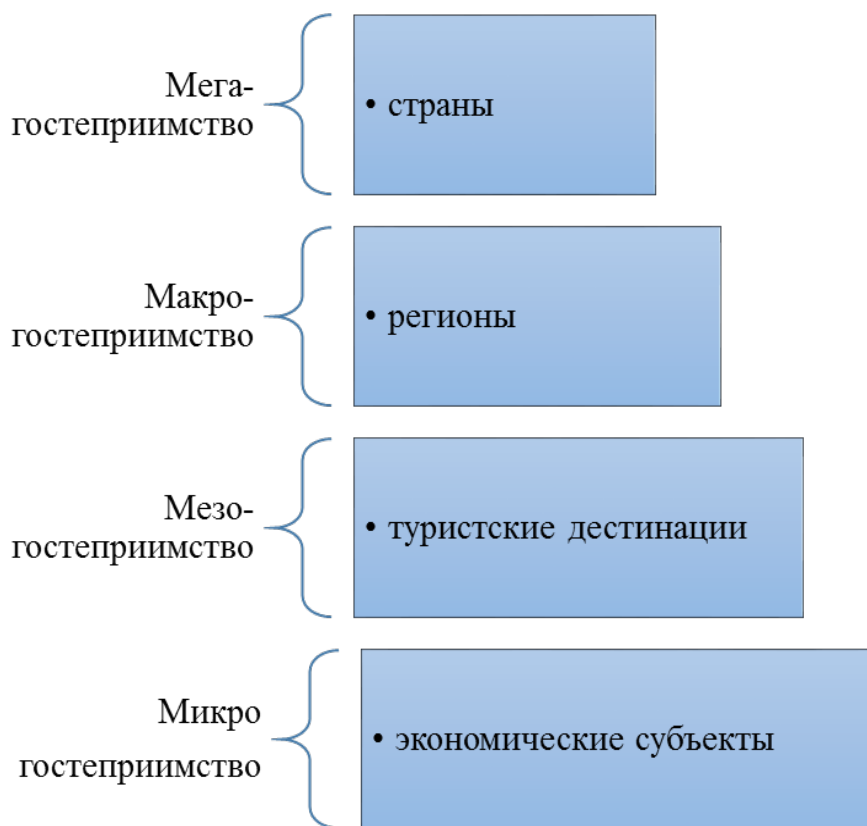 Мега-
гостеприимство
• страны
Макро-
гостеприимство
• регионы
Мезо-
гостеприимство
• туристские дестинации
Микро
гостеприимство
• экономические субъекты